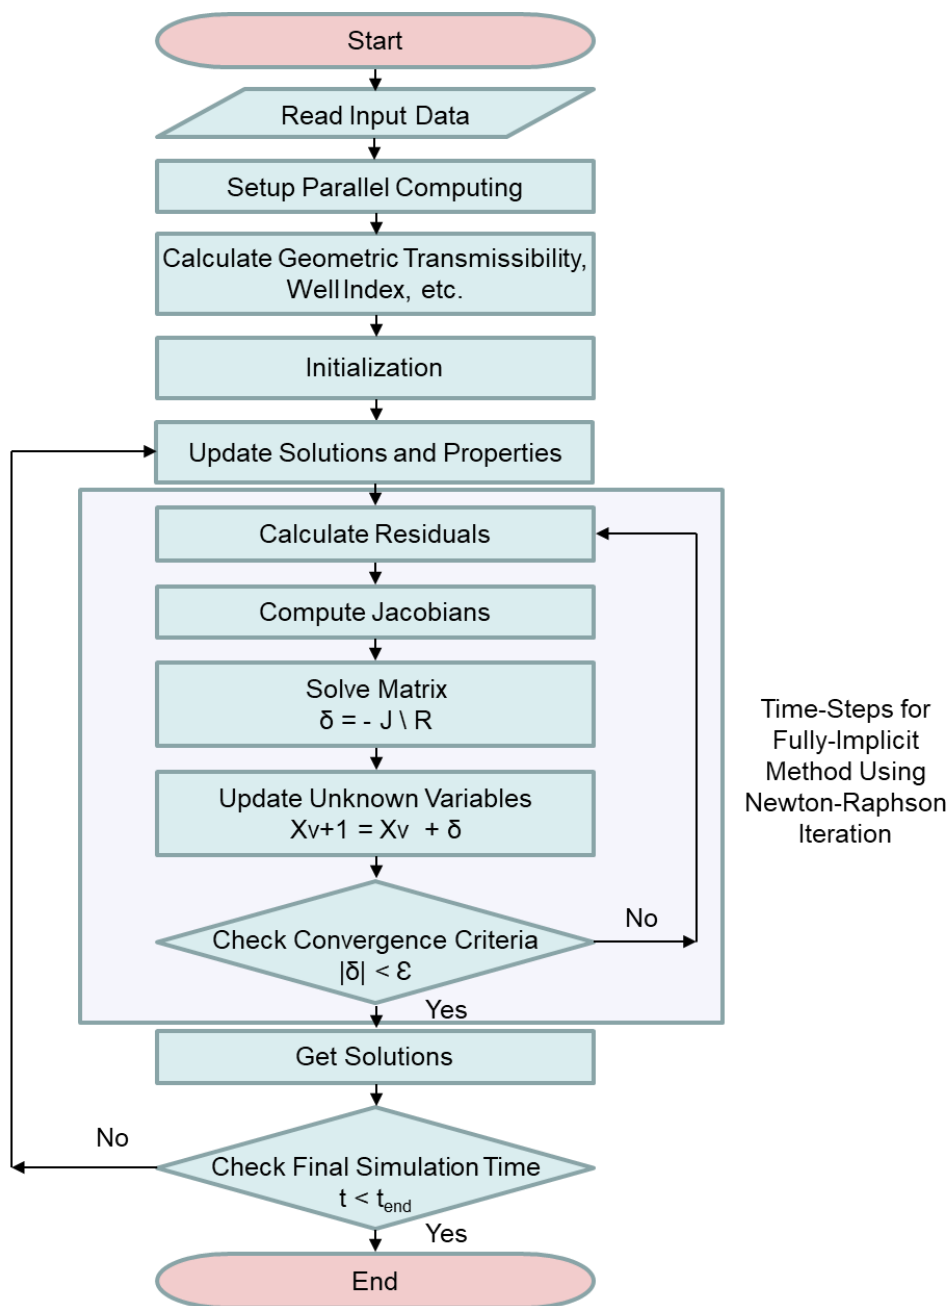 Start
Read Input Data
Setup Parallel Computing
Calculate Geometric Transmissibility,
Well Index, etc.
Initialization
Update Solutions and Properties
Calculate Residuals
Compute Jacobians
Solve Matrix
δ = - J \ R
Update Unknown Variables
Xv+1 = Xv + δ
Time-Steps for
Fully-Implicit
Method Using
Newton-Raphson
Iteration
Check Convergence Criteria
|δ| < Ɛ
No
Yes
Get Solutions
Check Final Simulation Time
t < tend
No
Yes
End